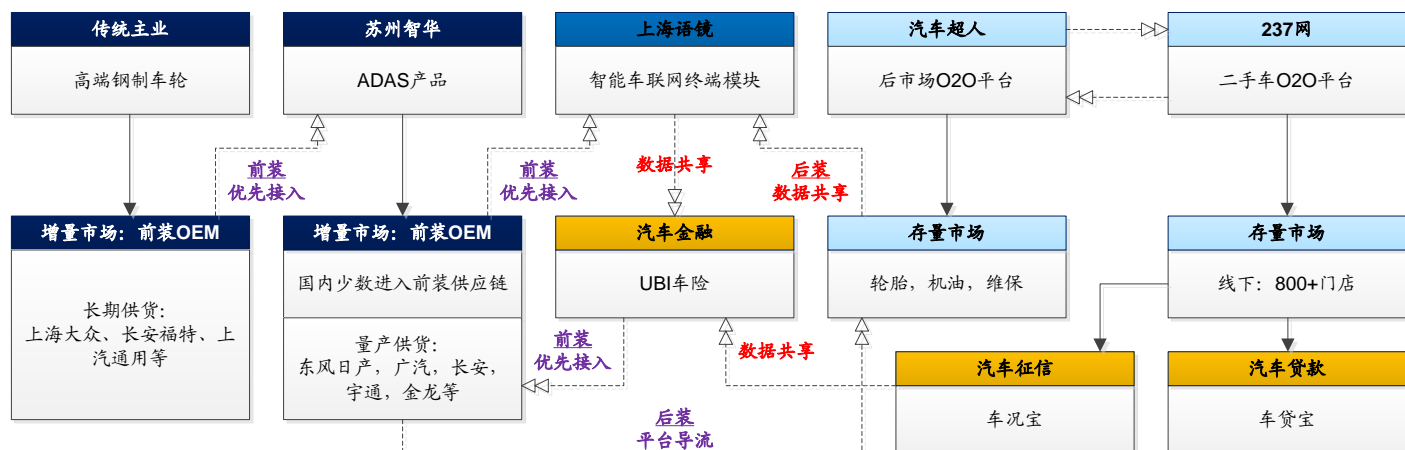 传统主业
高端钢制车轮
苏州智华
ADAS产品
上海语镜
智能车联网终端模块
汽车超人
后市场O2O平台
237网
二手车O2O平台
前装
优先接入
前装
优先接入
数据共享
后装
数据共享
增量市场：前装OEM
长期供货：
上海大众、长安福特、上
汽通用等
增量市场：前装OEM
国内少数进入前装供应链
量产供货：
东风日产，广汽，长安，
宇通，金龙等
汽车金融
UBI车险
存量市场
轮胎，机油，维保
存量市场
线下：800+门店
前装
优先接入
数据共享
汽车征信
车况宝
汽车贷款
车贷宝
后装
平台导流